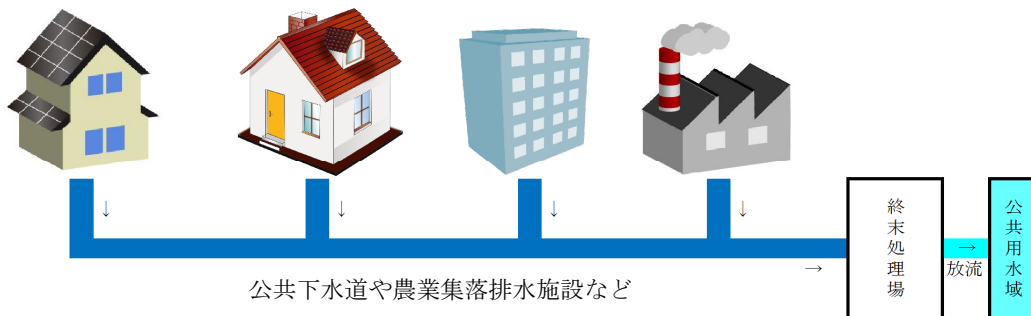 ↓
↓
↓
↓
→
公共下水道や農業集落排水施設など
終末処理場
→
放流
公共用水域